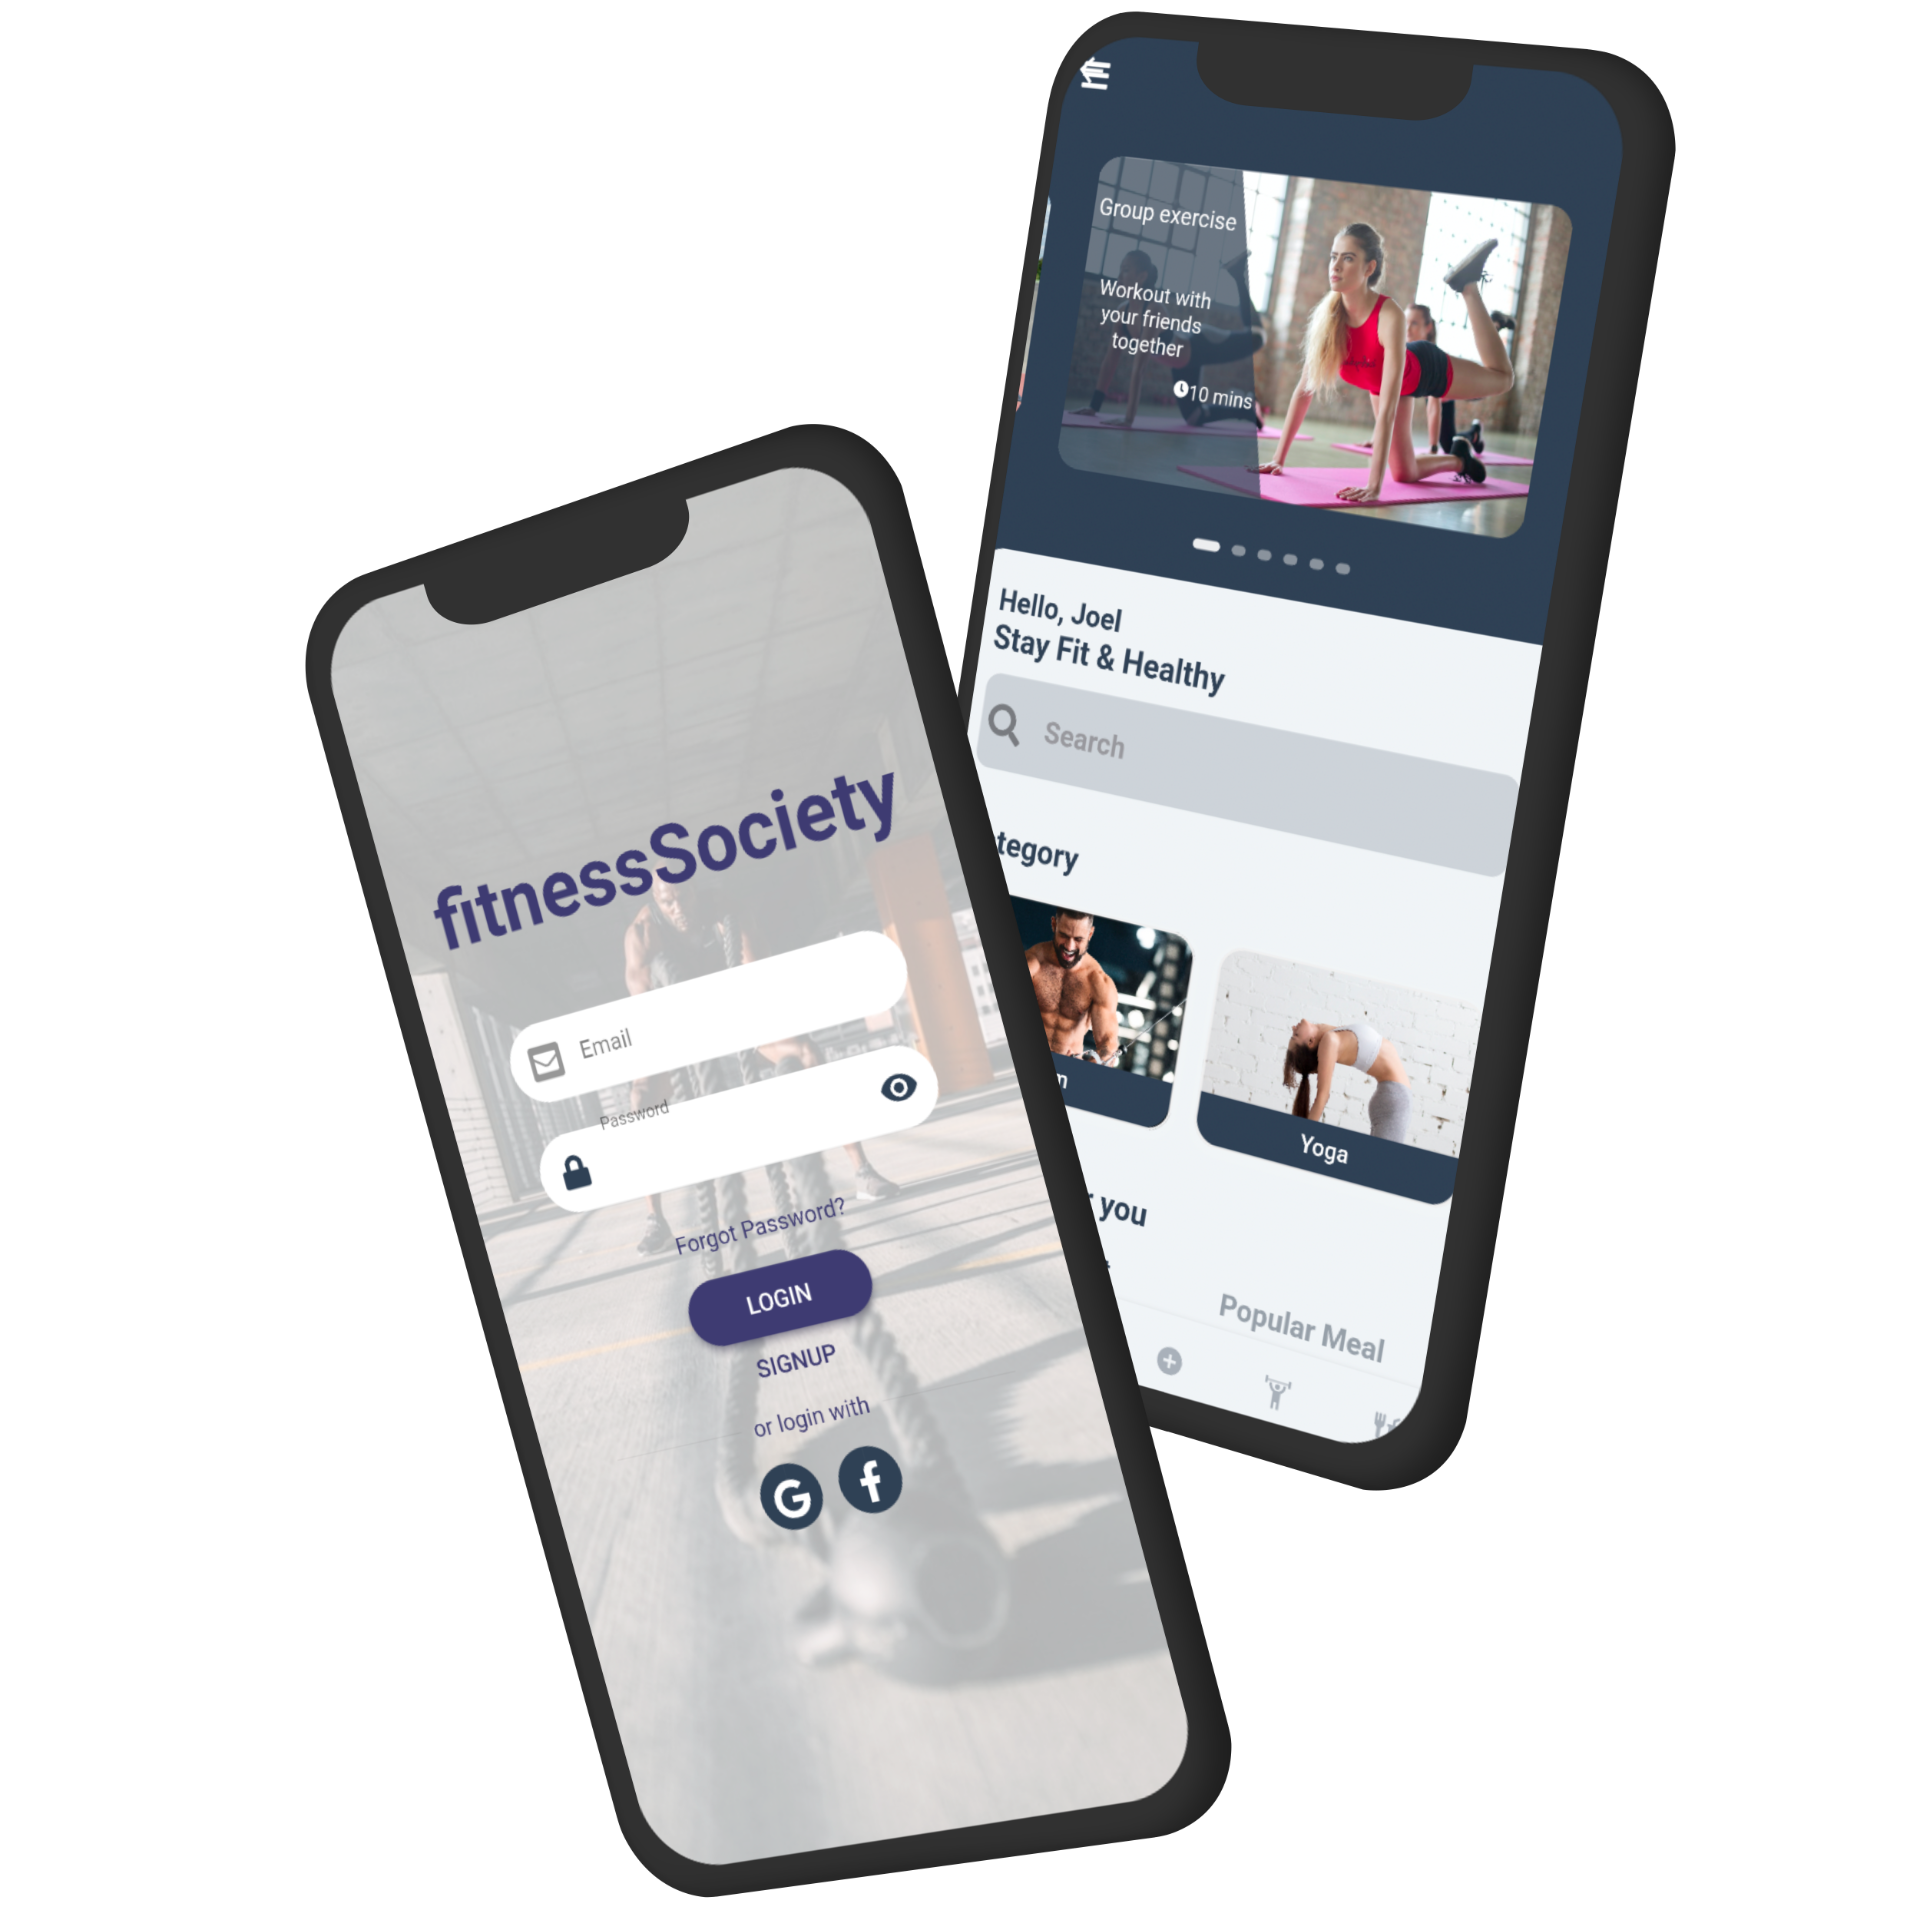 fitnessSociety
Email
Password
Forgot Password?
LOGIN
SIGNUP
or login with
G f
Group exercise
Workout with
your friends
together
10 mins
Hello, Joel
Stay Fit & Healthy
Search
tegory
Yoga
you
Popular Meal